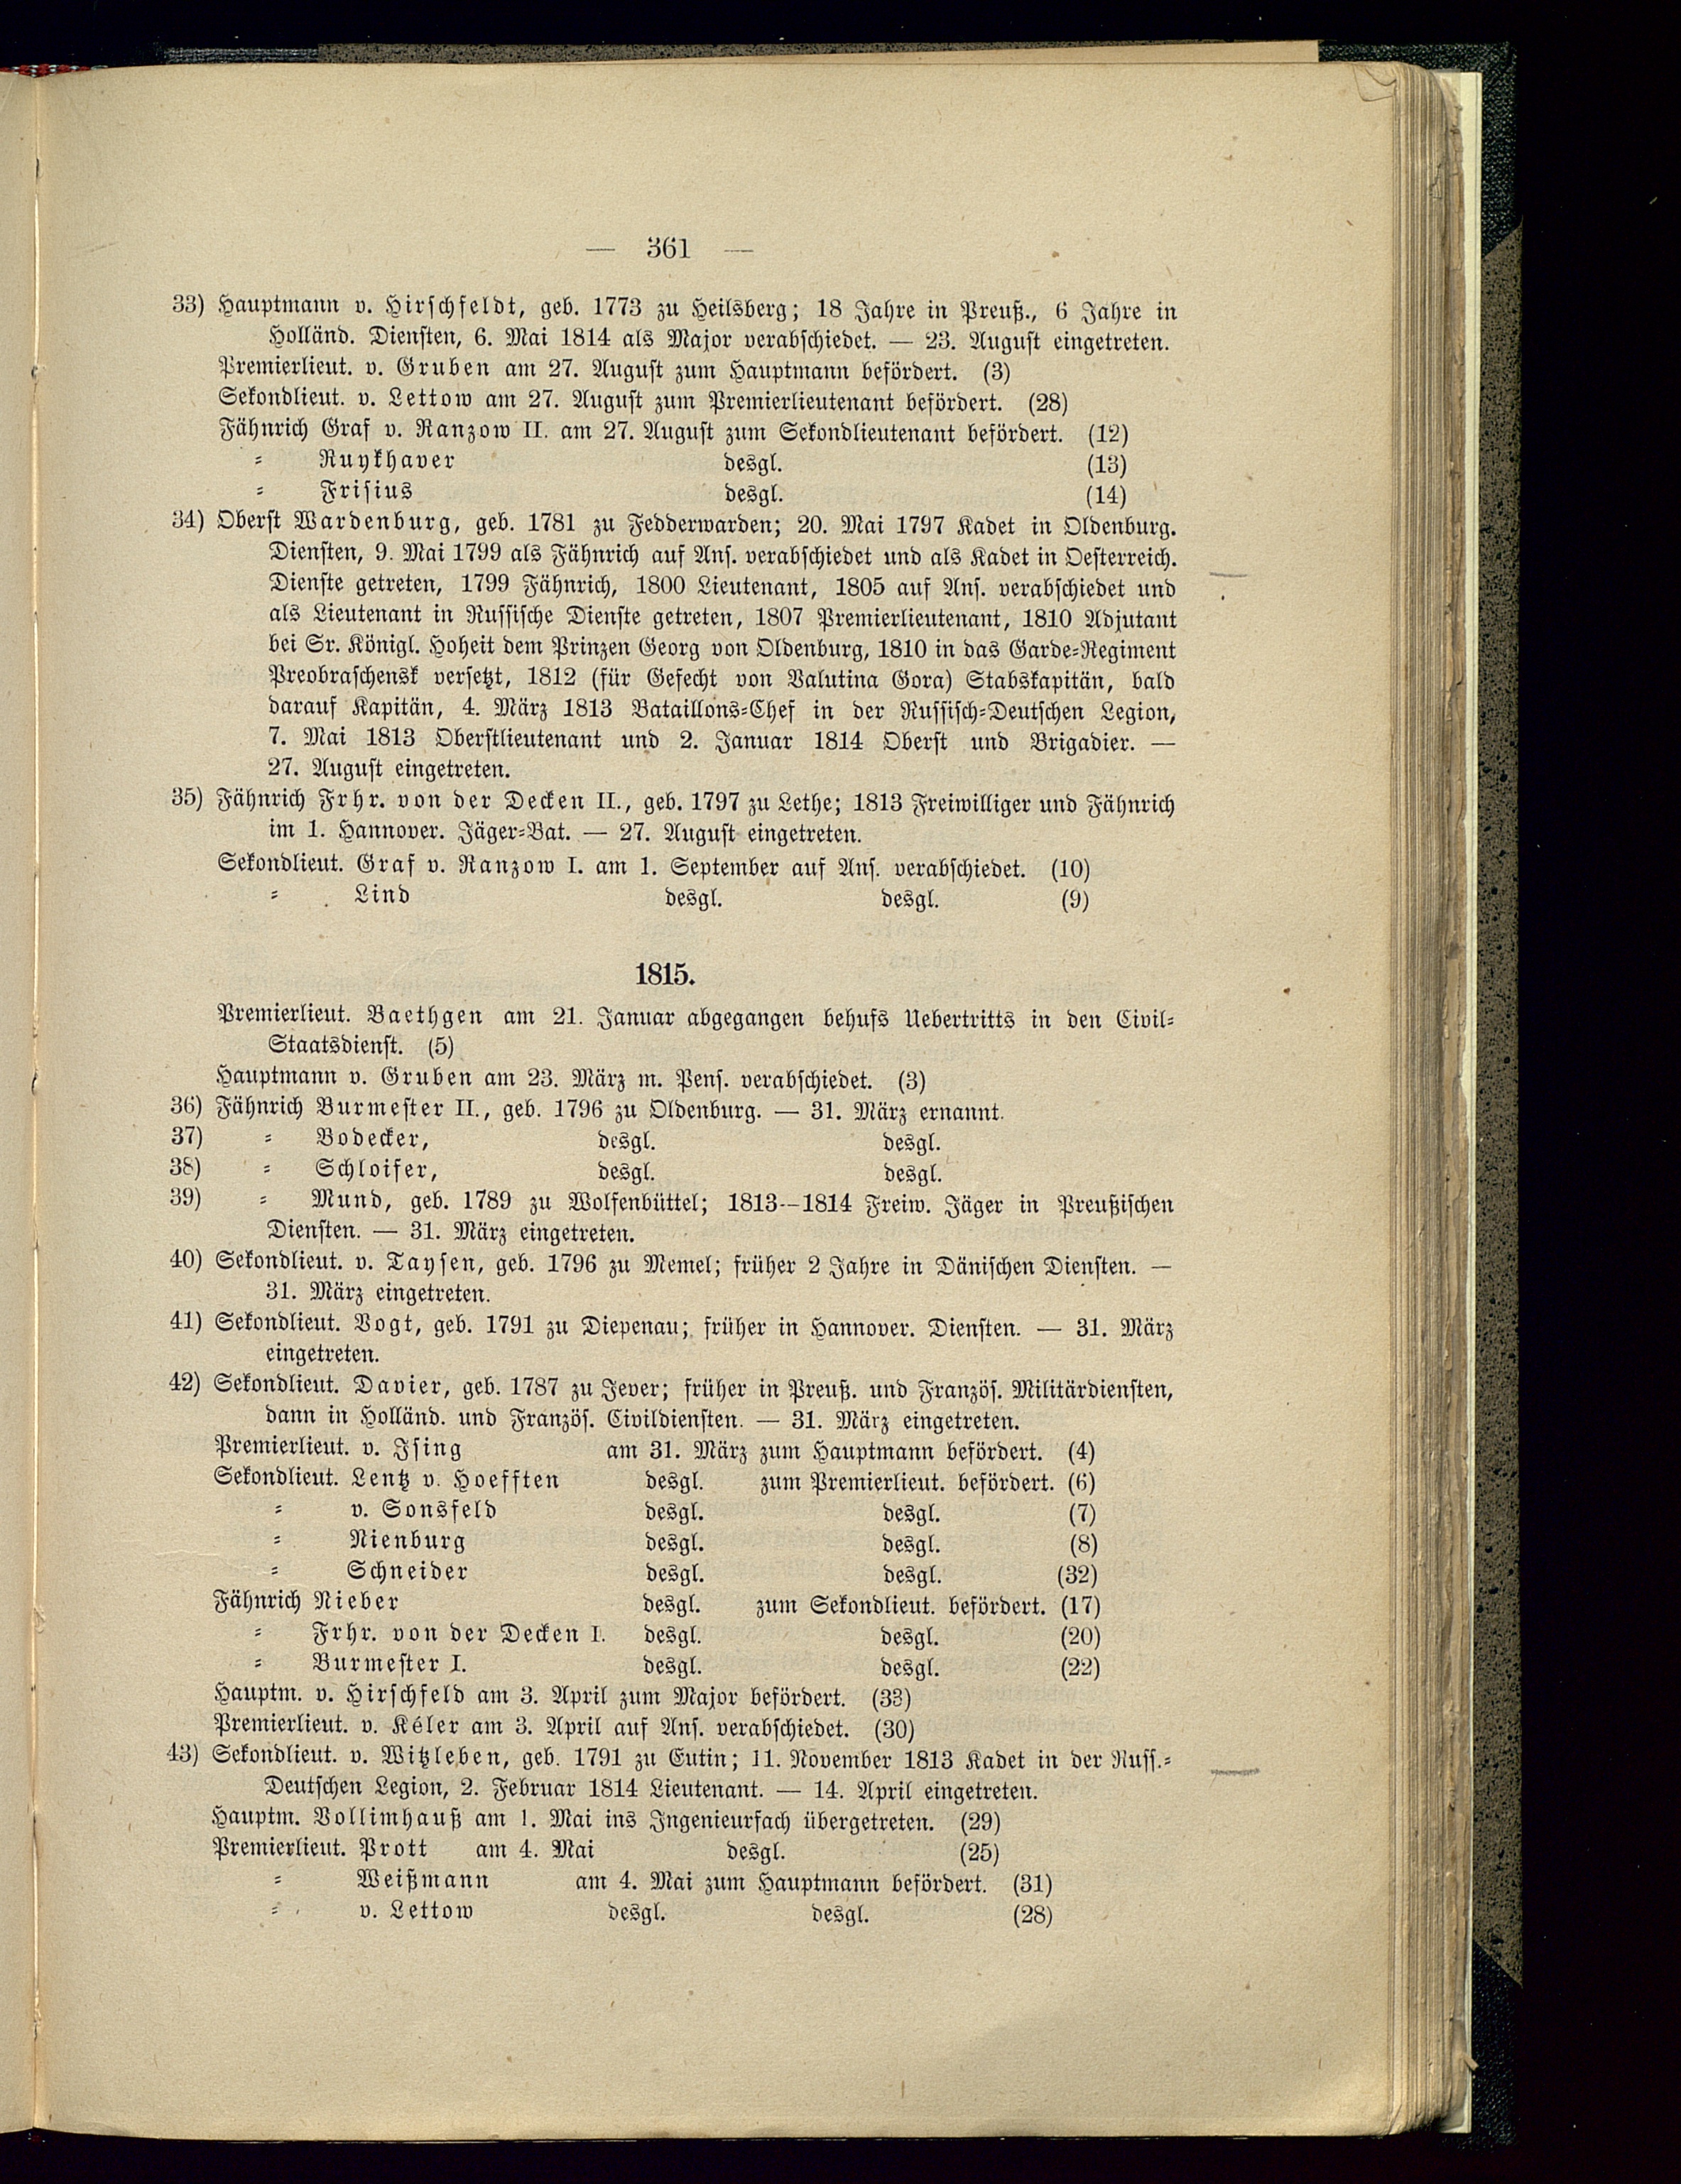 — 361 —
33) Hauptmann v. Hirschfeldt, geb. 1773 zu Heilsberg; 18 Jahre in Preuß., 6 Jahre in
Holländ. Diensten, 6. Mai 1814 als Major verabschiedet. — 23. August eingetreten.
Premierlieut. v. Gruben am 27. August zum Hauptmann befördert. (3)
Sekondlieut. v. Lettow am 27. August zum Premierlieutenant befördert. (28)
Fähnrich Graf v. Ranzow II. am 27. August zum Sekondlieutenant befördert. (12)
= Ruykhaver desgl. (13)
= Frisius desgl. (14)
34) Oberst Wardenburg, geb. 1781 zu Fedderwarden; 20. Mai 1797 Kadet in Oldenburg.
Diensten, 9. Mai 1799 als Fähnrich auf Ans. verabschiedet und als Kadet in Oesterreich.
Dienste getreten, 1799 Fähnrich, 1800 Lieutenant, 1805 auf Ans. verabschiedet und
als Lieutenant in Russische Dienste getreten, 1807 Premierlieutenant, 1810 Adjutant
bei Sr. Königl. Hoheit dem Prinzen Georg von Oldenburg, 1810 in das Garde=Regiment
Preobraschensk versetzt, 1812 (für Gefecht von Valutina Gora) Stabskapitän, bald
darauf Kapitän, 4. März 1813 Bataillons=Chef in der Russisch=Deutschen Legion,
7. Mai 1813 Oberstlieutenant und 2. Januar 1814 Oberst und Brigadier. —
27. August eingetreten.
35) Fähnrich Frhr. von der Decken II., geb. 1797 zu Lethe; 1813 Freiwilliger und Fähnrich
im 1. Hannover. Jäger=Bat. — 27. August eingetreten.
Sekondlieut. Graf v. Ranzow I. am 1. September auf Ans. verabschiedet. (10)
= Lind desgl. desgl. (9)
1815.
Premierlieut. Baethgen am 21. Januar abgegangen behufs Uebertritts in den Civil=
Staatsdienst. (5)
Hauptmann v. Gruben am 23. März m. Pens. verabschiedet. (3)
36) Fähnrich Burmester II., geb. 1796 zu Oldenburg. — 31. März ernannt.
37) = Bodecker, desgl. desgl.
38) = Schloifer, desgl. desgl.
39) = Mund, geb. 1789 zu Wolfenbüttel; 1813--1814 Freiw. Jäger in Preußischen
Diensten. — 31. März eingetreten.
40) Sekondlieut. v. Taysen, geb. 1796 zu Memel; früher 2 Jahre in Dänischen Diensten. —
31. März eingetreten.
41) Sekondlieut. Vogt, geb. 1791 zu Diepenau; früher in Hannover. Diensten. — 31. März
eingetreten.
42) Sekondlieut. Davier, geb. 1787 zu Jever; früher in Preuß. und Französ. Militärdiensten,
dann in Holländ. und Französ. Civildiensten. — 31. März eingetreten.
Premierlieut. v. Ising am 31. März zum Hauptmann befördert. (4)
Sekondlieut. Lentz v. Hoefften desgl. zum Premierlieut. befördert. (6)
= v. Sonsfeld desgl. desgl. (7)
= Nienburg desgl. desgl. (8)
= Schneider desgl. desgl. (32)
Fähnrich Nieber desgl. zum Sekondlieut. befördert. (17)
= Frhr. von der Decken I. desgl. desgl. (20)
= Burmester I. desgl. desgl. (22)
Hauptm. v. Hirschfeld am 3. April zum Major befördert. (33)
Premierlieut. v. Kéler am 3. April auf Ans. verabschiedet. (30)
43) Sekondlieut. v. Witzleben, geb. 1791 zu Eutin; 11. November 1813 Kadet in der Russ.=
Deutschen Legion, 2. Februar 1814 Lieutenant. — 14. April eingetreten.
Hauptm. Vollimhauß am 1. Mai ins Ingenieurfach übergetreten. (29)
Premierlieut. Prott am 4. Mai desgl. (25)
= Weißmann am 4. Mai zum Hauptmann befördert. (31)
= v. Lettow desgl. desgl. (28)